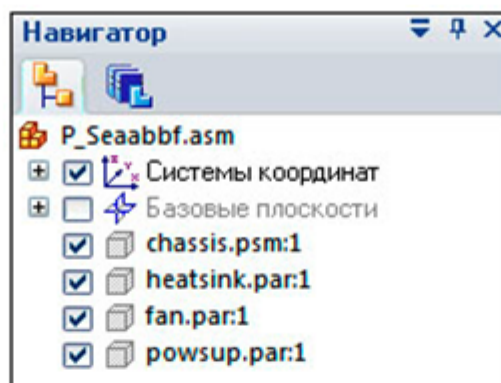 Навигатор
P_Seaabbf.asm
Системы координат
Базовые плоскости
chassis.psm:1
heatsink.par:1
fan.par:1
powsup.par:1